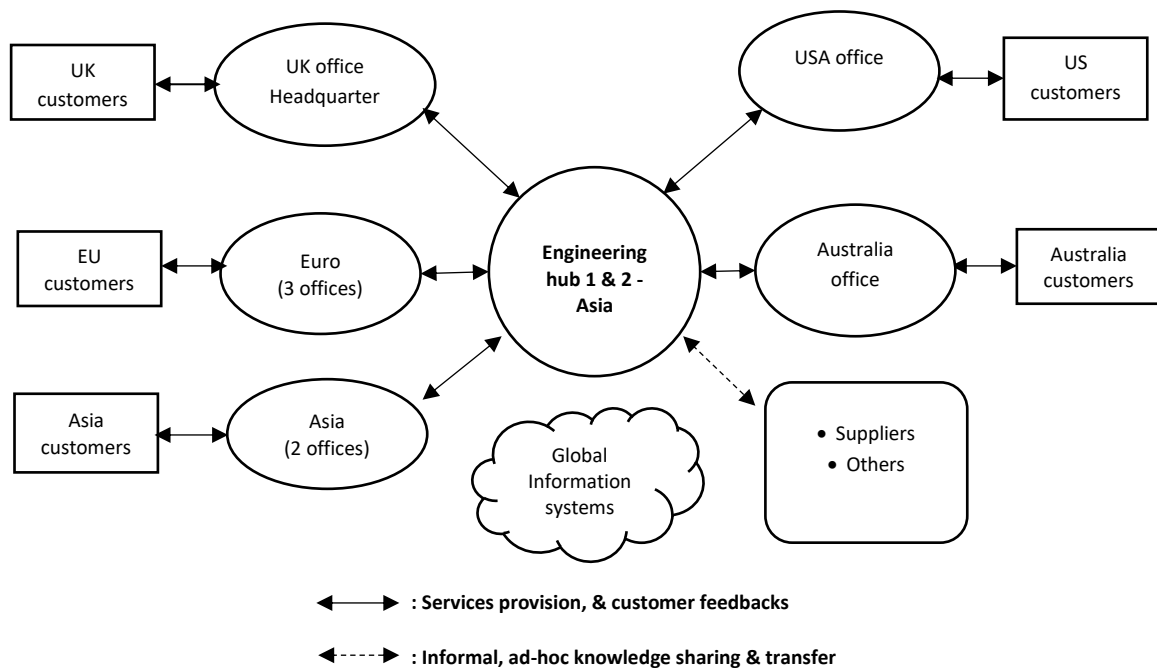 UK
customers
UK office
Headquarter
USA office
US
customers
EU
customers
Euro
(3 offices)
Engineering
hub 1 & 2 -
Asia
Australia
office
Australia
customers
Asia
customers
Asia
(2 offices)
Global
Information
systems
• Suppliers
• Others
: Services provision, & customer feedbacks
: Informal, ad-hoc knowledge sharing & transfer